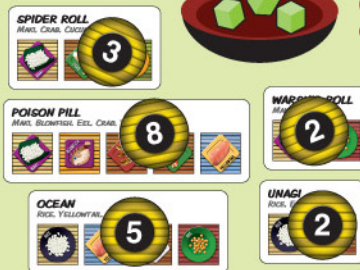 SPIDER ROLL
MAKI, CRAB,
3
POISON PILL
MAKI, BLOWFISH, EEL, CRAB,
8
ROLL
2
OCEAN
RICE, YELLOWTAIL,
5
UNAGI
RICE,
2